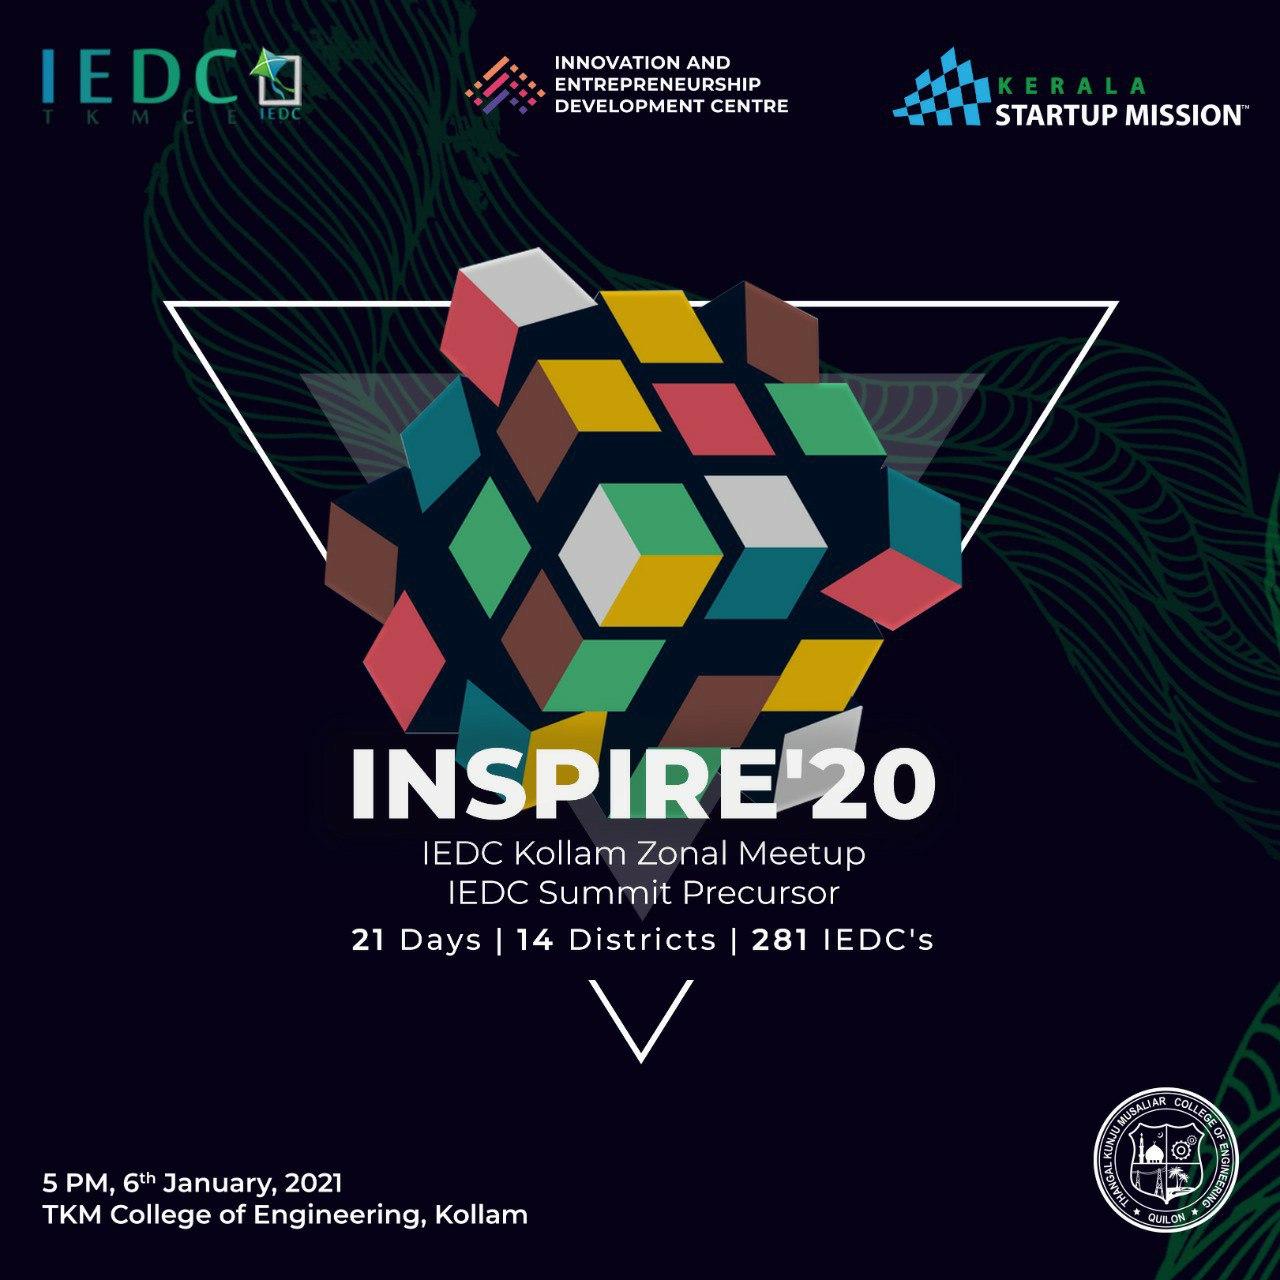 IEDC
TKMCE
IEDC
INNOVATION AND
ENTREPRENEURSHIP
DEVELOPMENT CENTRE
KERALA
STARTUP MISSION™
INSPIRE'20
IEDC Kollam Zonal Meetup
IEDC Summit Precursor
21 Days | 14 Districts | 281 IEDC's
5 PM, 6th January, 2021
TKM College of Engineering, Kollam
THANGAL KUNJU MUSALIAR COLLEGE OF ENGINEERING
QUILON